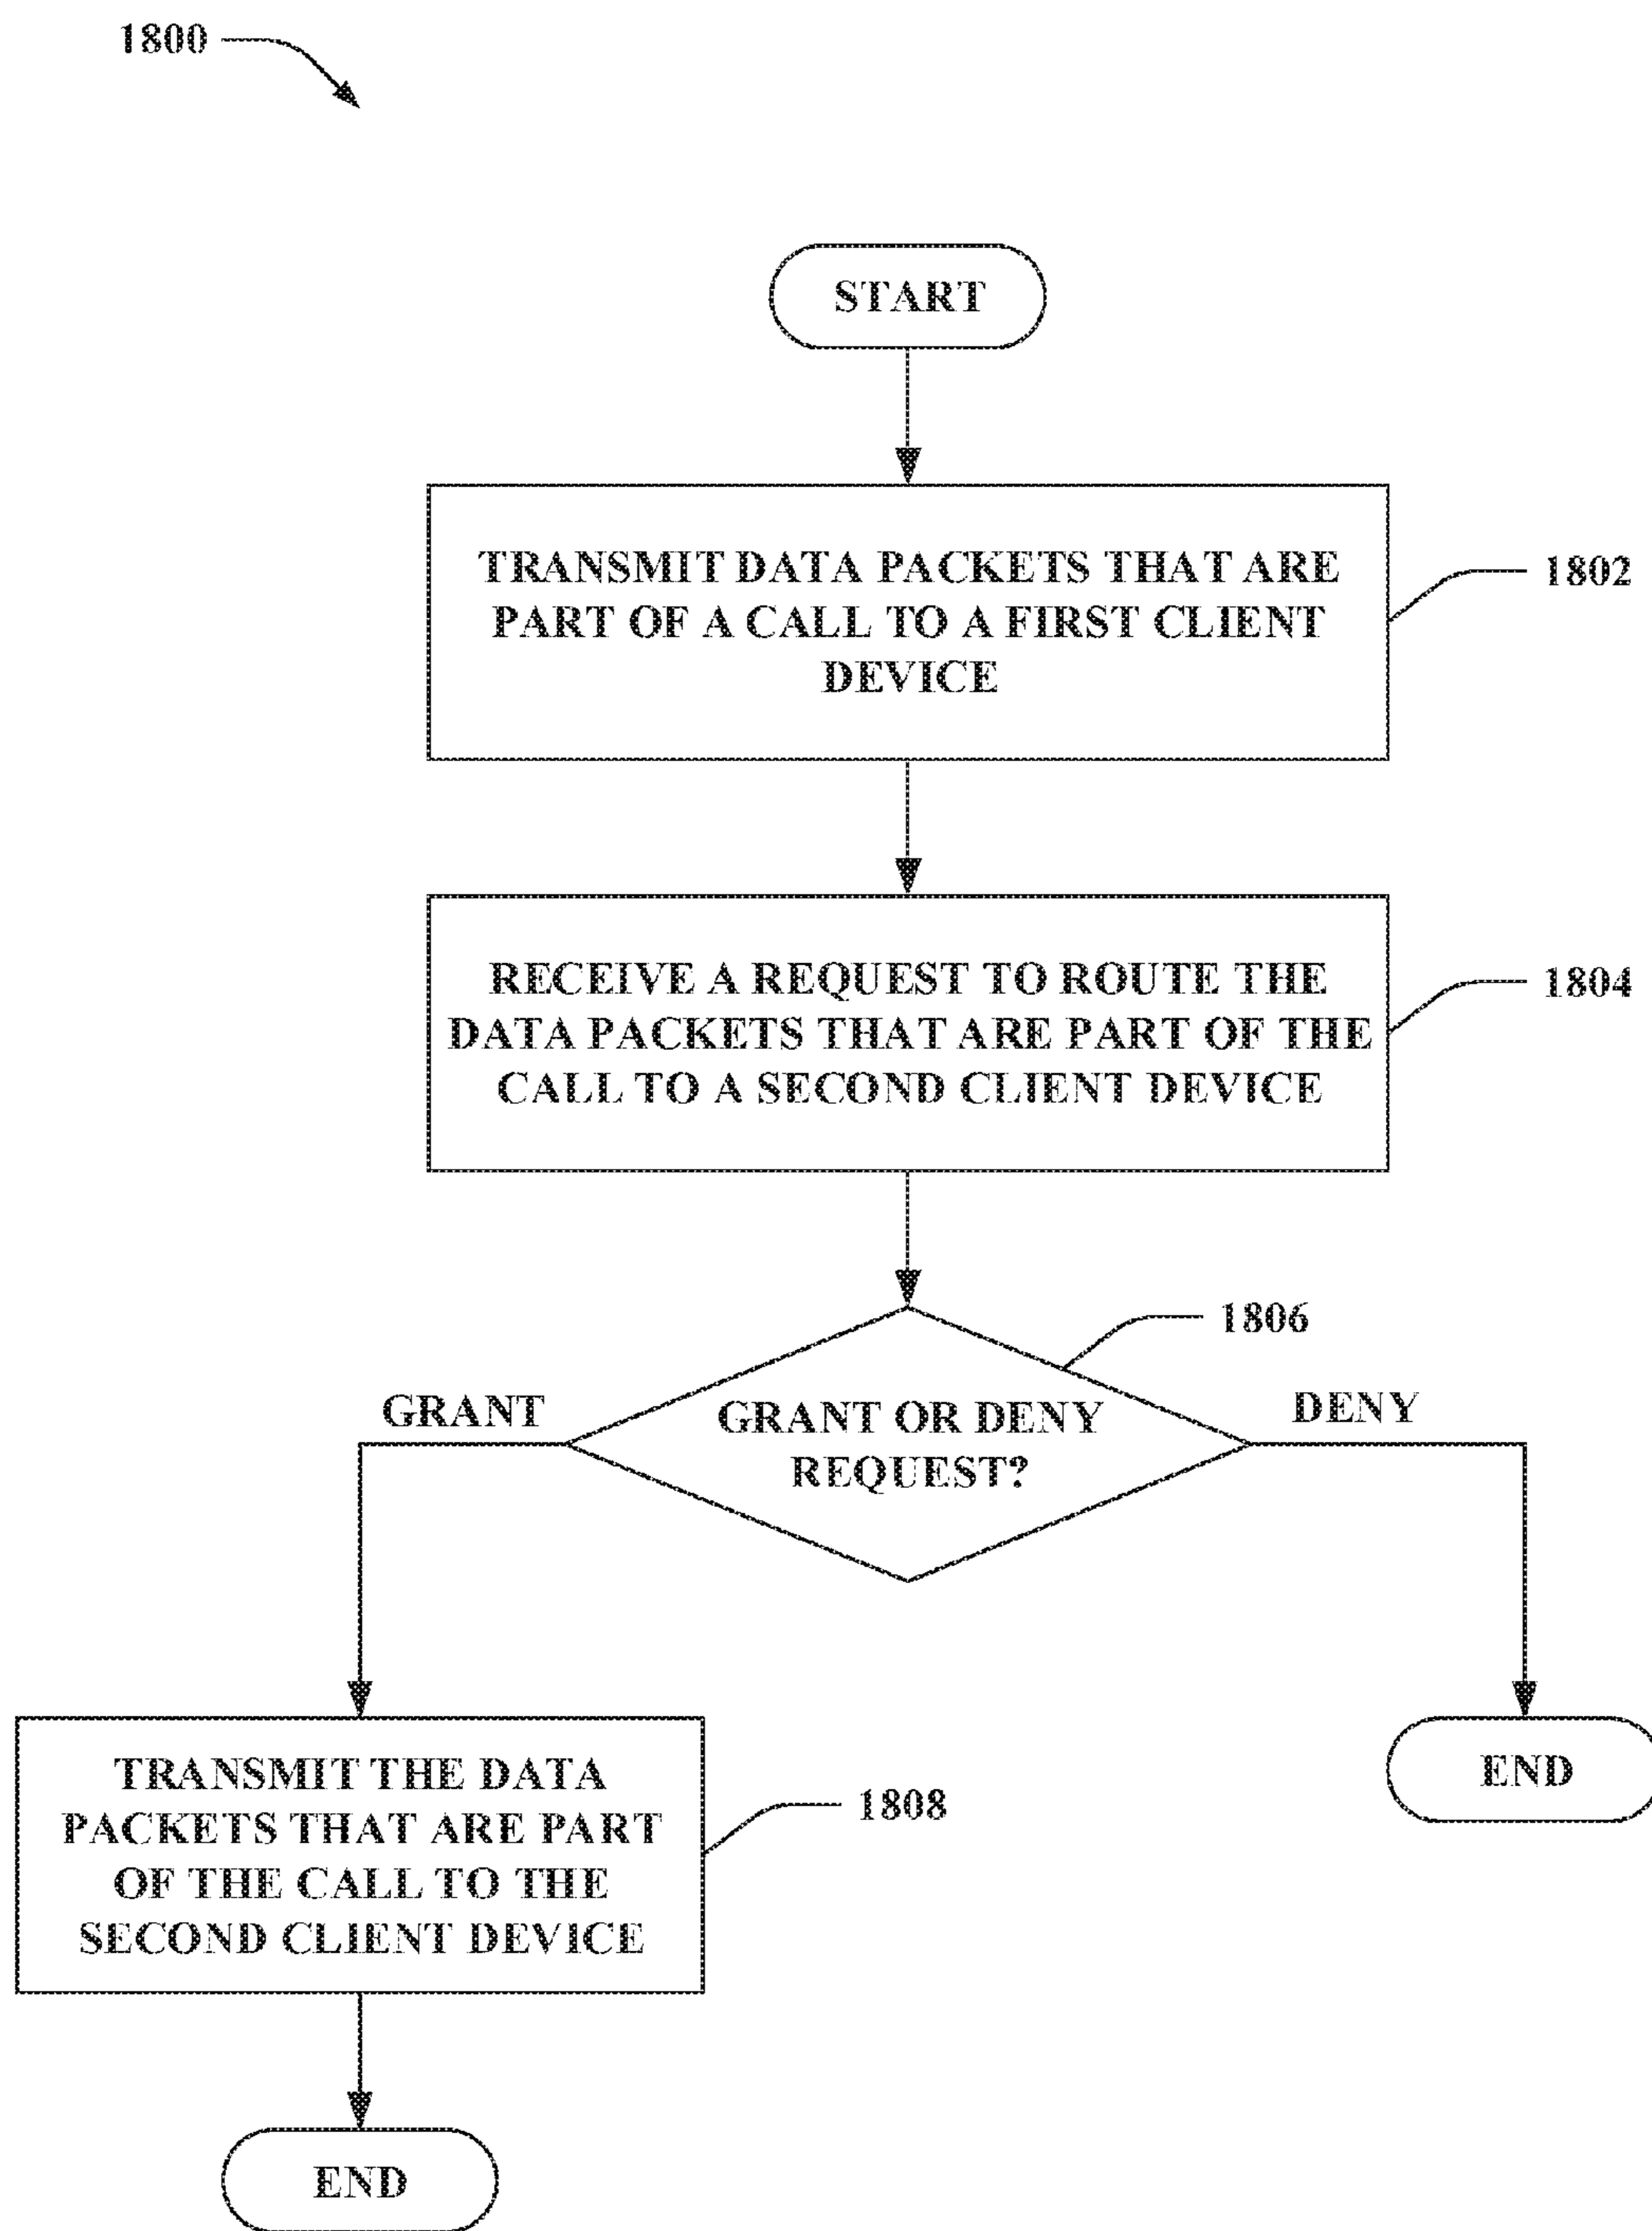 1800
START
TRANSMIT DATA PACKETS THAT ARE
PART OF A CALL TO A FIRST CLIENT
DEVICE
1802
RECEIVE A REQUEST TO ROUTE THE
DATA PACKETS THAT ARE PART OF THE
CALL TO A SECOND CLIENT DEVICE
1804
1806
GRANT
GRANT OR DENY
REQUEST?
DENY
TRANSMIT THE DATA
PACKETS THAT ARE PART
OF THE CALL TO THE
SECOND CLIENT DEVICE
1808
END
END